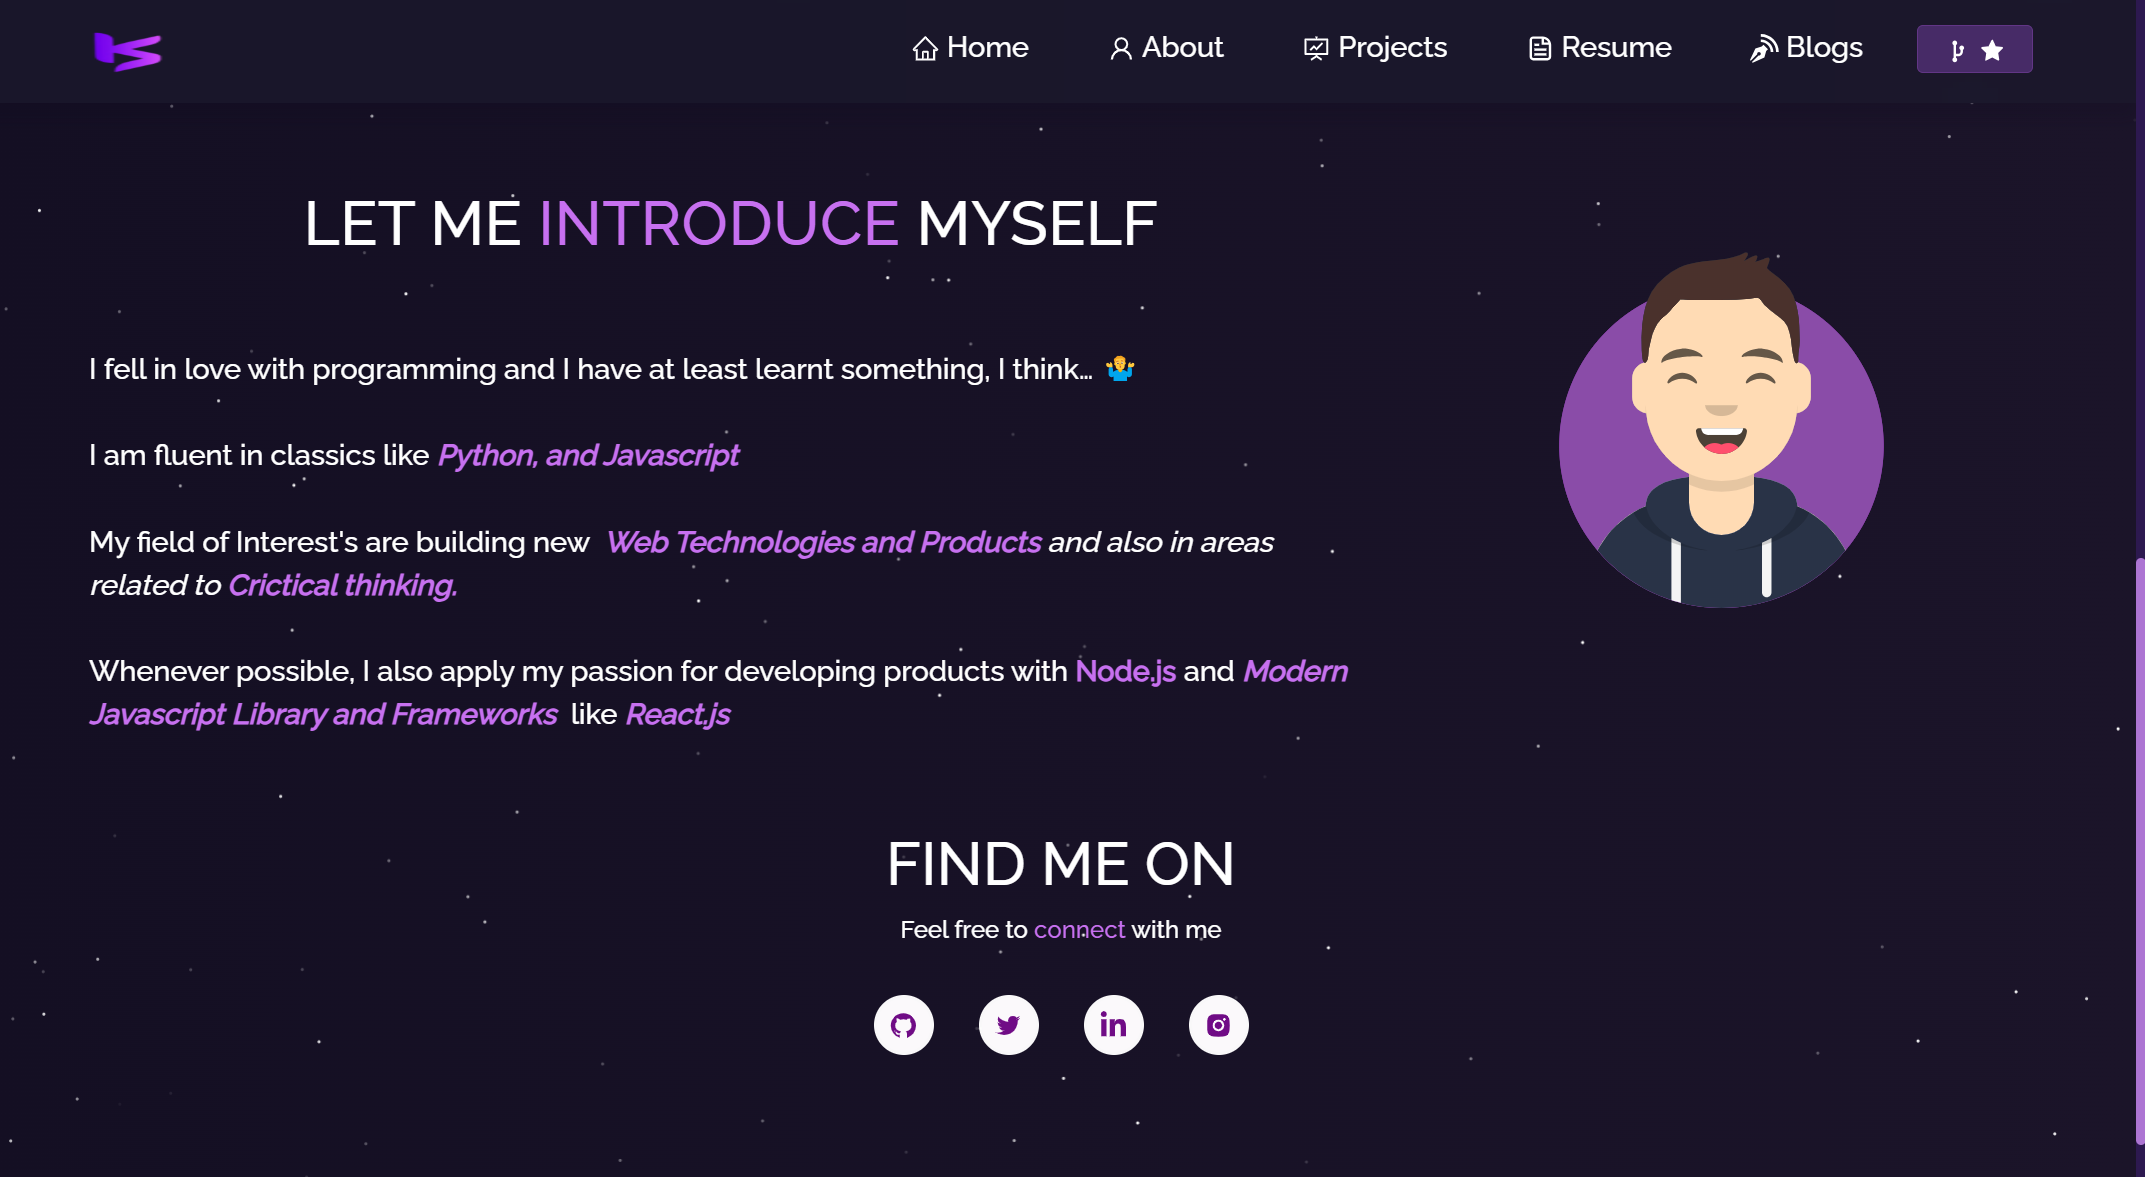 Home About Projects Resume Blogs
LET ME INTRODUCE MYSELF
I fell in love with programming and I have at least learnt something, I think... 🤷‍♂️
I am fluent in classics like Python, and Javascript
My field of Interest's are building new Web Technologies and Products and also in areas
related to Crictical thinking.
Whenever possible, I also apply my passion for developing products with Node.js and Modern
Javascript Library and Frameworks like React.js
FIND ME ON
Feel free to connect with me
in